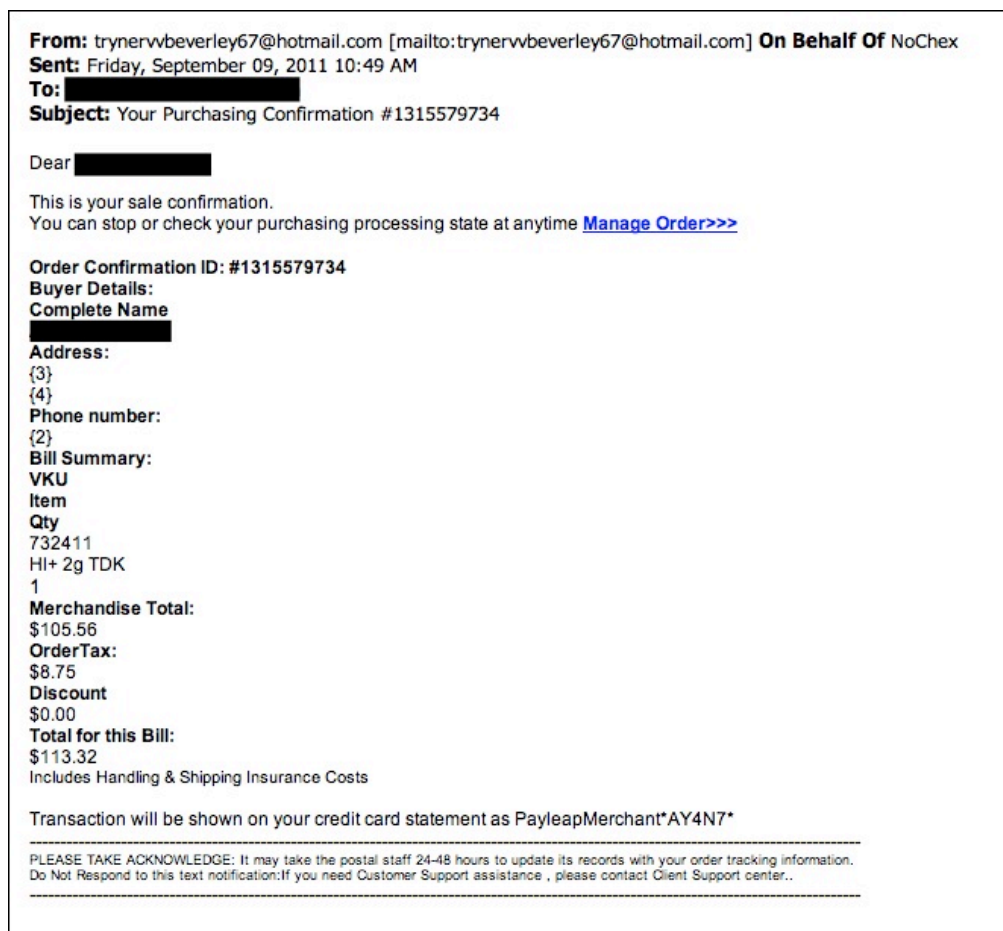 From: trynervvbeverley67@hotmail.com [mailto:trynervvbeverley67@hotmail.com] On Behalf Of NoChex
Sent: Friday, September 09, 2011 10:49 AM
To:
Subject: Your Purchasing Confirmation #1315579734
Dear
This is your sale confirmation.
You can stop or check your purchasing processing state at anytime Manage Order>>>
Order Confirmation ID: #1315579734
Buyer Details:
Complete Name
Address:
{3}
{4}
Phone number:
{2}
Bill Summary:
VKU
Item
Qty
732411
HI+ 2g TDK
1
Merchandise Total:
$105.56
OrderTax:
$8.75
Discount
$0.00
Total for this Bill:
$113.32
Includes Handling & Shipping Insurance Costs
Transaction will be shown on your credit card statement as PayleapMerchant*AY4N7*
PLEASE TAKE ACKNOWLEDGE: It may take the postal staff 24-48 hours to update its records with your order tracking information.
Do Not Respond to this text notification:If you need Customer Support assistance , please contact Client Support center..